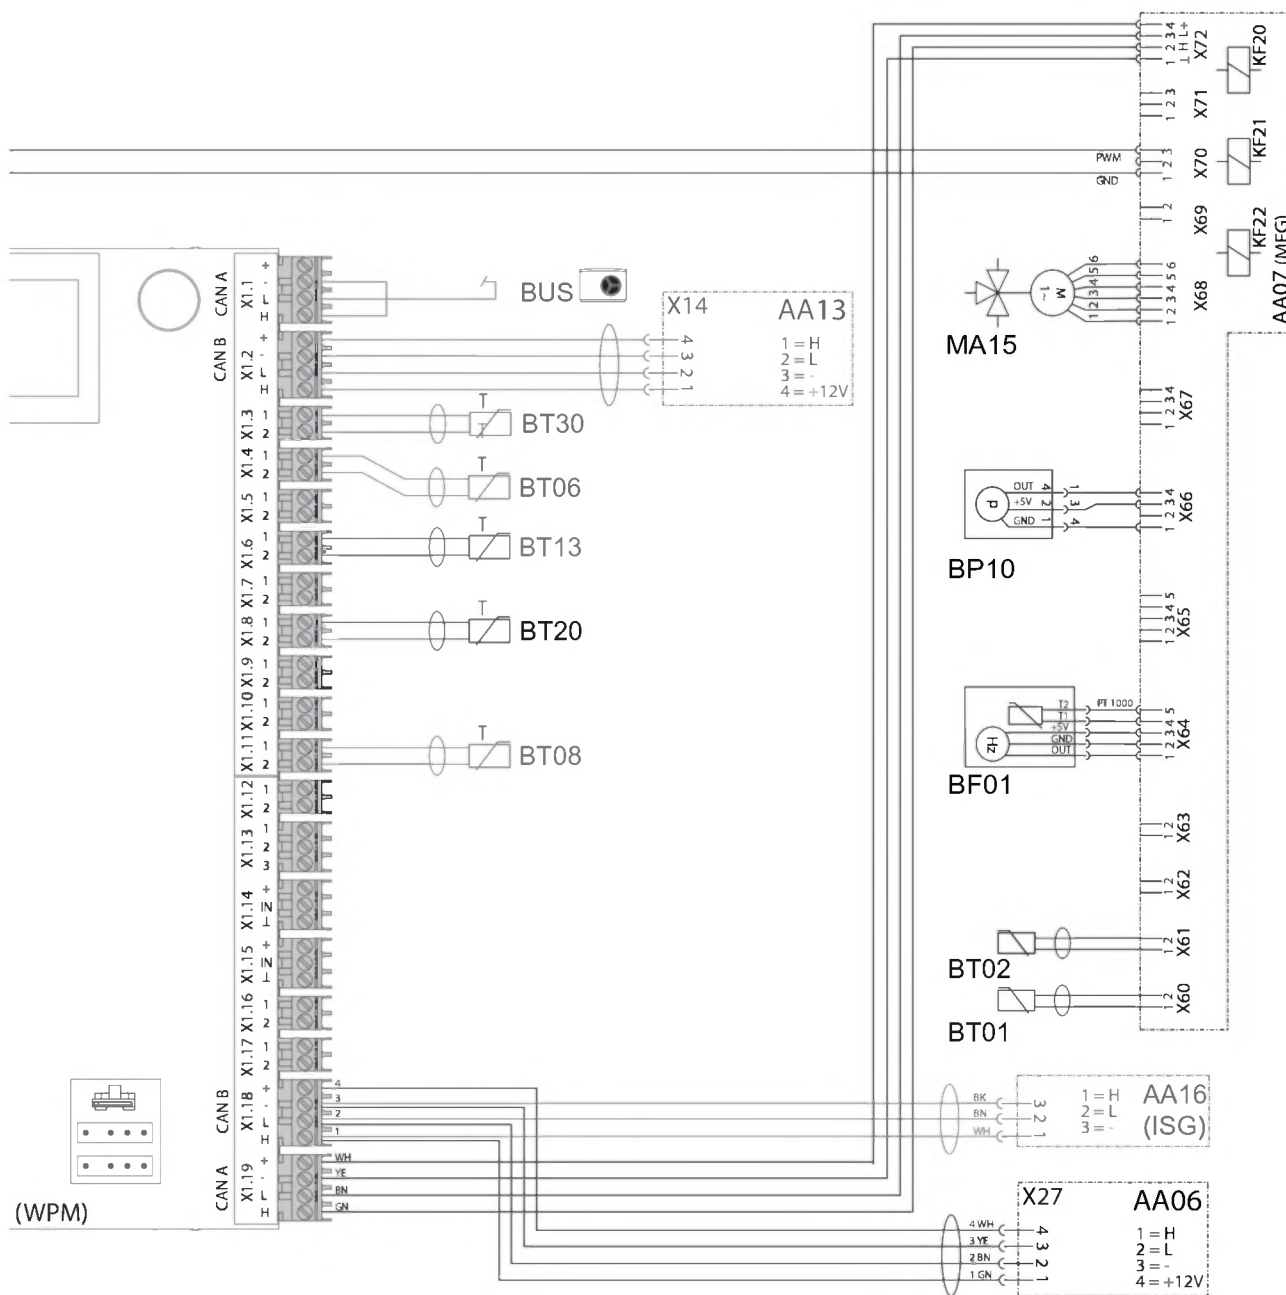 CAN A
X1.1
+
-
L
H
CAN B
X1.2
+
-
L
H
X1.3
1
2
X1.4
1
2
X1.5
1
2
X1.6
1
2
X1.7
1
2
X1.8
1
2
X1.9
1
2
X1.10
1
2
X1.11
1
2
X1.12
1
2
X1.13
1
2
3
X1.14
+
IN
⊥
X1.15
+
IN
⊥
X1.16
1
2
X1.17
1
2
CAN B
X1.18
+
-
L
H
CAN A
X1.19
+
-
L
H
(WPM)
BUS
X14 AA13
4
3
2
1
1 = H
2 = L
3 = -
4 = +12V
T
T
BT30
T
BT06
T
BT13
T
BT20
T
BT08
4
3
2
1
WH
YE
BN
GN
4 L+
3 L
2 H
1 ⊥
X72
KF20
1 2 3
X71
PWM
GND
1 2 3
X70
KF21
1 2
X69
KF22
AA07 (MFG)
M
1~
1 2 3 4 5 6
1 2 3 4 5 6
X68
MA15
1 2 3 4
X67
P
OUT 4 1
+5V 2 3
GND 1 4
1 2 3 4
X66
BP10
1 2 3 4 5
X65
Hz
T2
T1
+5V
GND
OUT
PT 1000
1 2 3 4 5
X64
BF01
1 2
X63
1 2
X62
1 2
X61
BT02
1 2
X60
BT01
BK 3
BN 2
WH 1
1 = H
2 = L
3 = -
AA16
(ISG)
X27 AA06
4 WH 4
3 YE 3
2 BN 2
1 GN 1
1 = H
2 = L
3 = -
4 = +12V